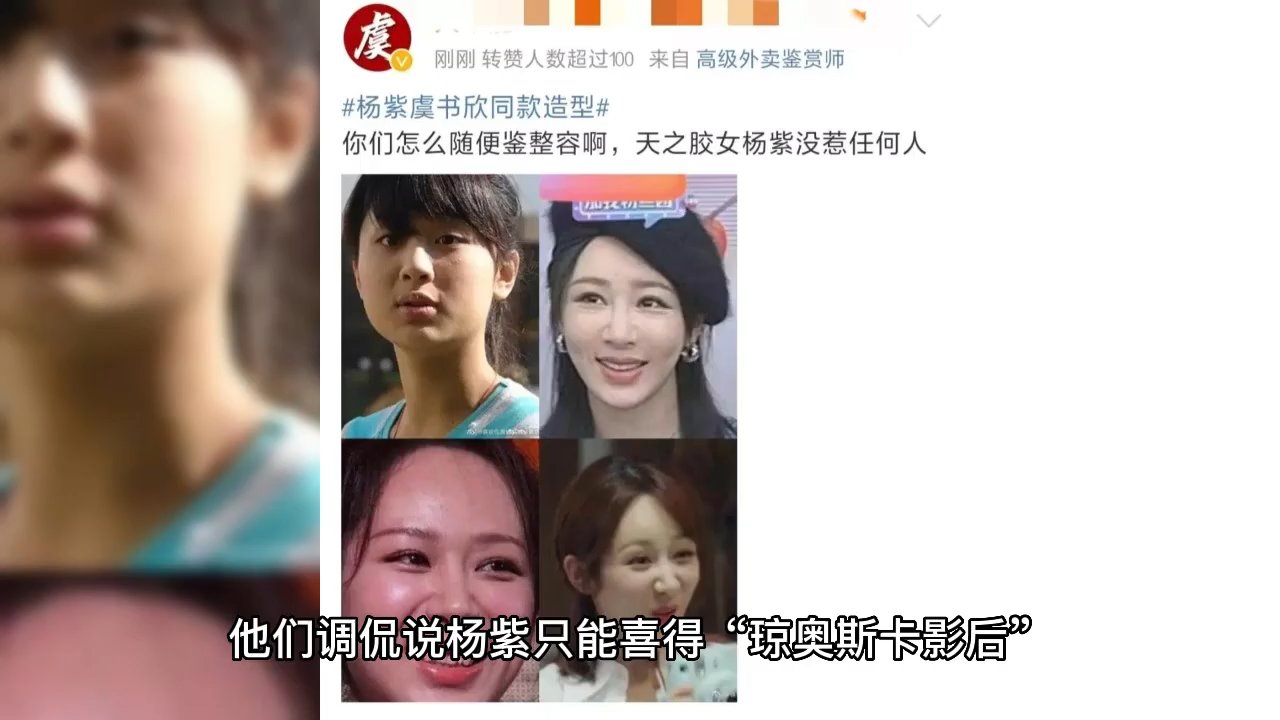 虞
刚刚 转赞人数超过100 来自 高级外卖鉴赏师
#杨紫虞书欣同款造型#
你们怎么随便鉴整容啊，天之胶女杨紫没惹任何人
他们调侃说杨紫只能喜得“琼奥斯卡影后”